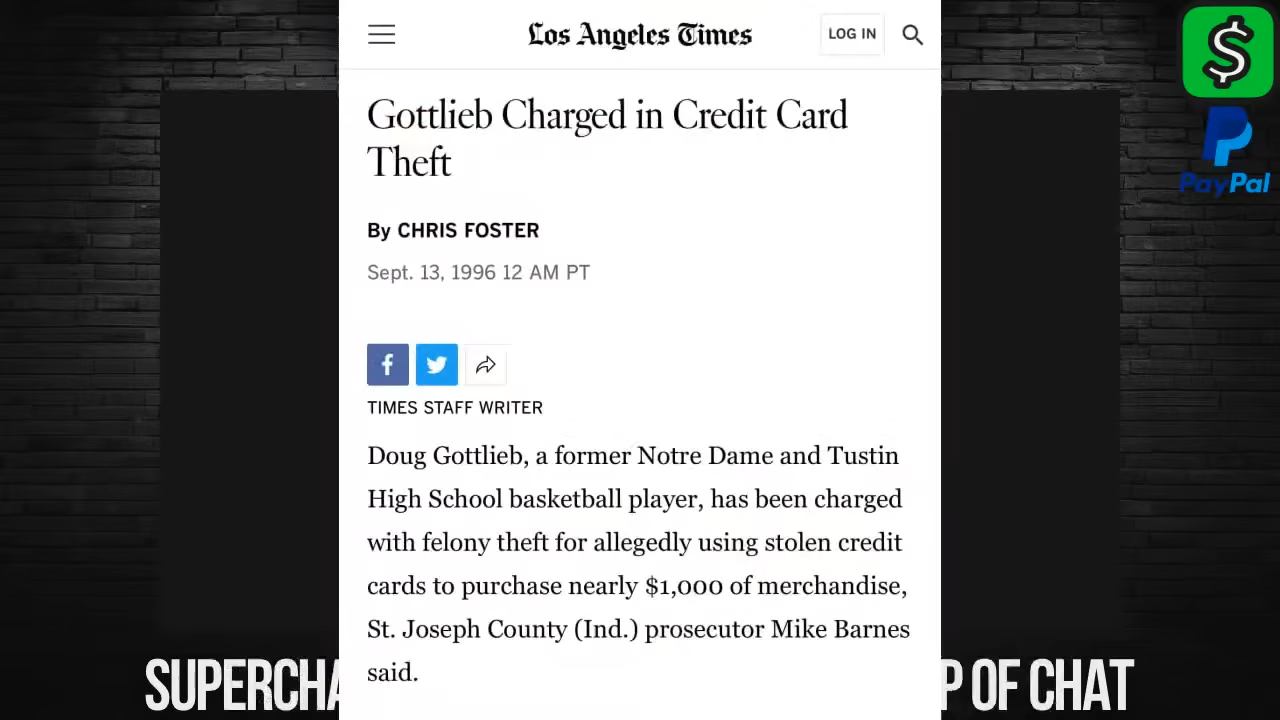 Los Angeles Times
LOG IN
Gottlieb Charged in Credit Card
Theft
By CHRIS FOSTER
Sept. 13, 1996 12 AM PT
TIMES STAFF WRITER
Doug Gottlieb, a former Notre Dame and Tustin
High School basketball player, has been charged
with felony theft for allegedly using stolen credit
cards to purchase nearly $1,000 of merchandise,
St. Joseph County (Ind.) prosecutor Mike Barnes
said.
PayPal
SUPERCHA
P OF CHAT